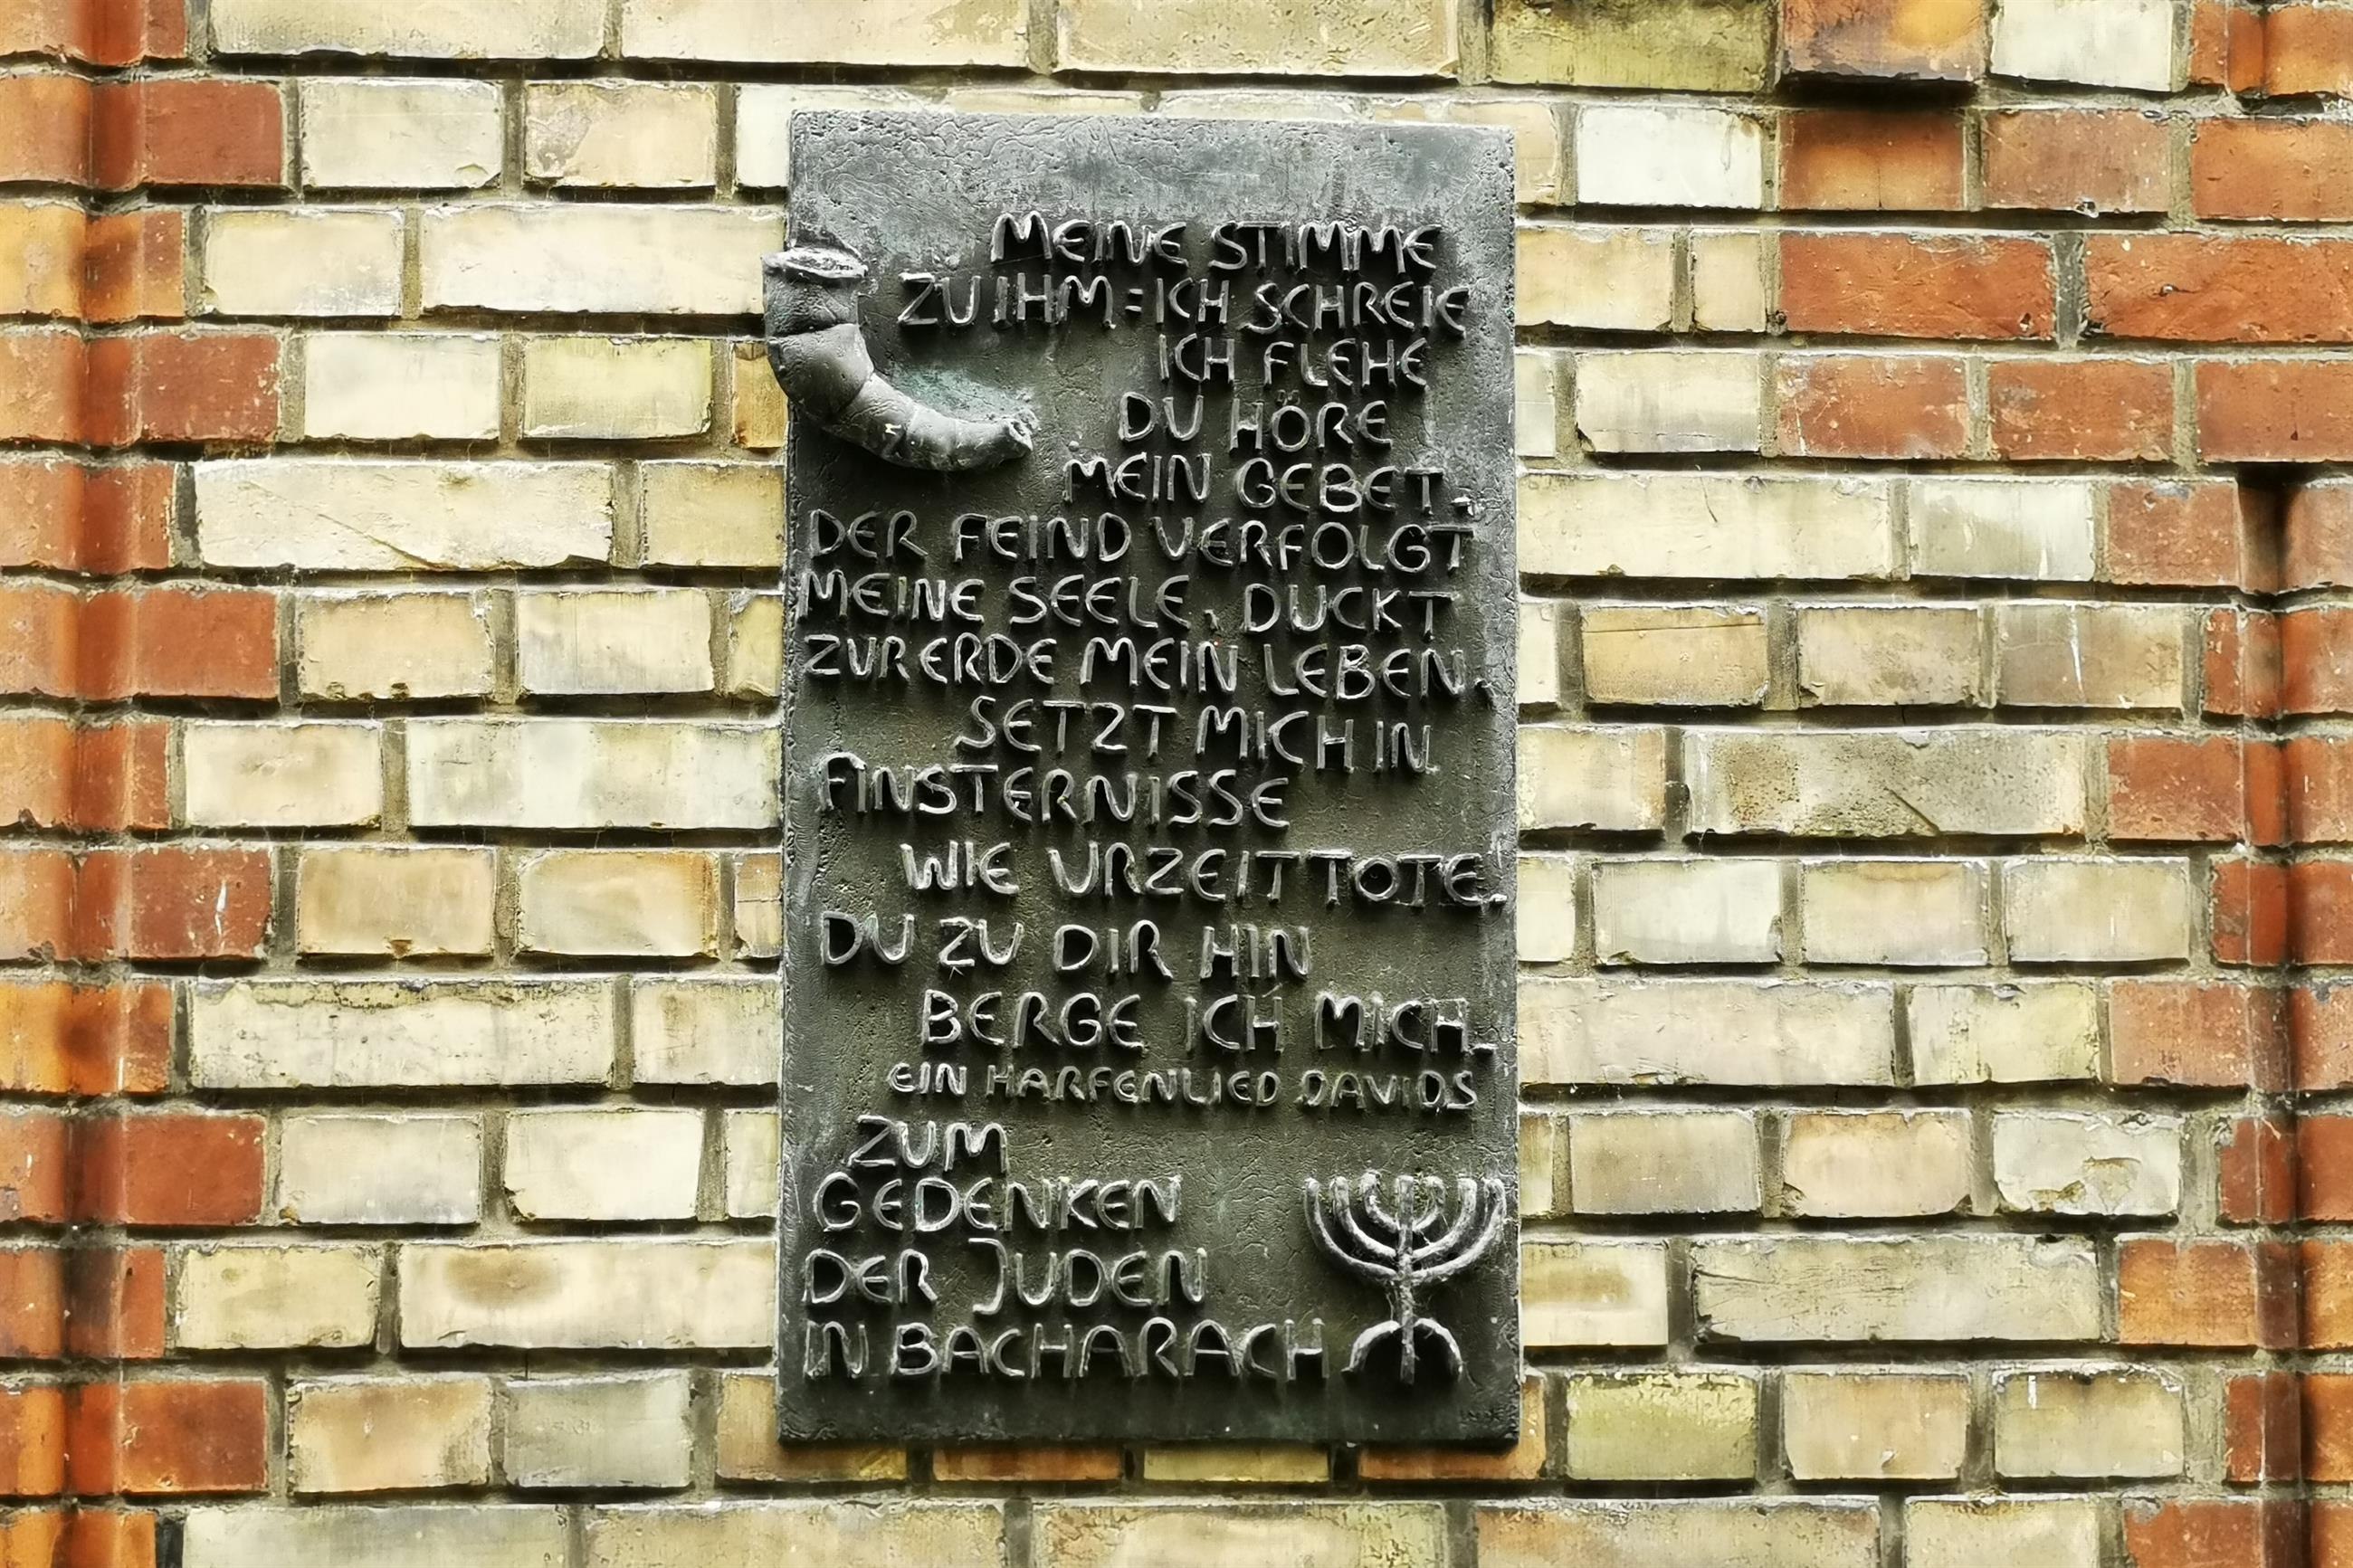 MEINE STIMME
ZU IHM: ICH SCHREIE
ICH FLEHE
DU HÖRE
MEIN GEBET.
DER FEIND VERFOLGT
MEINE SEELE, DUCKT
ZUR ERDE MEIN LEBEN.
SETZT MICH IN
FINSTERNISSE
WIE URZEITTOTE.
DU ZU DIR HIN
BERGE ICH MICH.
EIN HARFENLIED DAVIDS
ZUM
GEDENKEN
DER JUDEN
IN BACHARACH